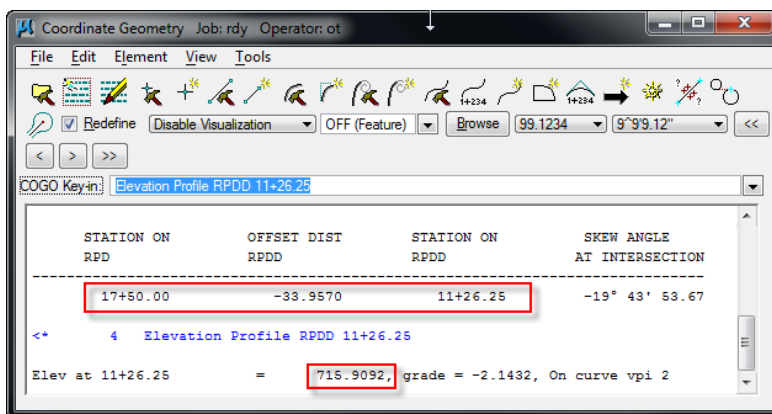 Coordinate Geometry Job: rdy Operator: ot
File Edit Element View Tools
1+234 1+234
Redefine Disable Visualization OFF (Feature) Browse 99.1234 9^9'9.12" <<
< > >>
COGO Key-in: Elevation Profile RPDD 11+26.25
STATION ON OFFSET DIST STATION ON SKEW ANGLE
RPD RPDD RPDD AT INTERSECTION
17+50.00 -33.9570 11+26.25 -19° 43' 53.67
<* 4 Elevation Profile RPDD 11+26.25
Elev at 11+26.25 = 715.9092, grade = -2.1432, On curve vpi 2